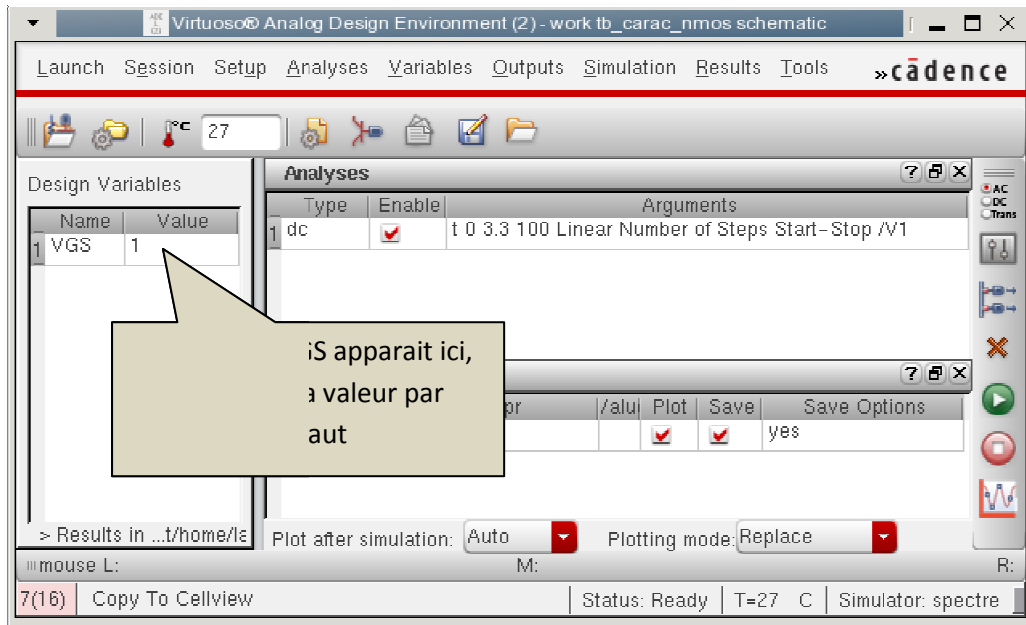 Virtuoso® Analog Design Environment (2) - work tb_carac_nmos schematic
Launch Session Setup Analyses Variables Outputs Simulation Results Tools cādence
°C 27
Design Variables
Name Value
1 VGS 1
Analyses
Type Enable Arguments
1 dc t 0 3.3 100 Linear Number of Steps Start-Stop /V1
AC
DC
Trans
GS apparait ici,
a valeur par
aut
Plot Save Save Options
yes
> Results in ...t/home/la
Plot after simulation: Auto Plotting mode: Replace
mouse L: M: R:
7(16) Copy To Cellview Status: Ready T=27 C Simulator: spectre